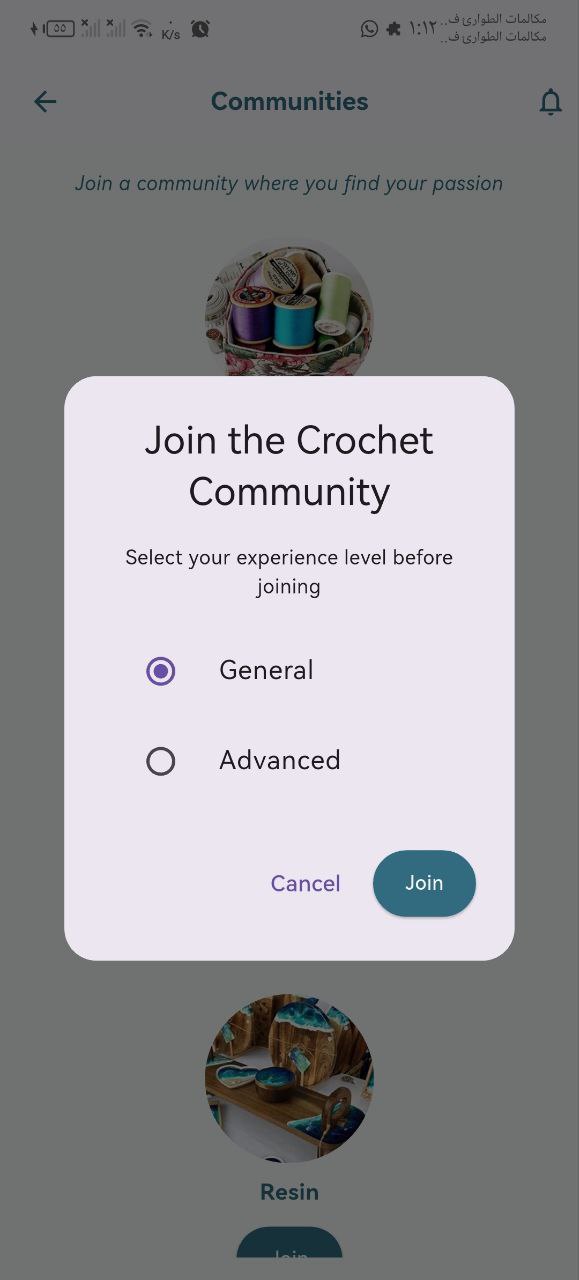 ٥٥
K/s
١:١٢
مكالمات الطوارئ ف..
مكالمات الطوارئ ف..
Communities
Join a community where you find your passion
Join the Crochet
Community
Select your experience level before
joining
General
Advanced
Cancel
Join
Resin
Join